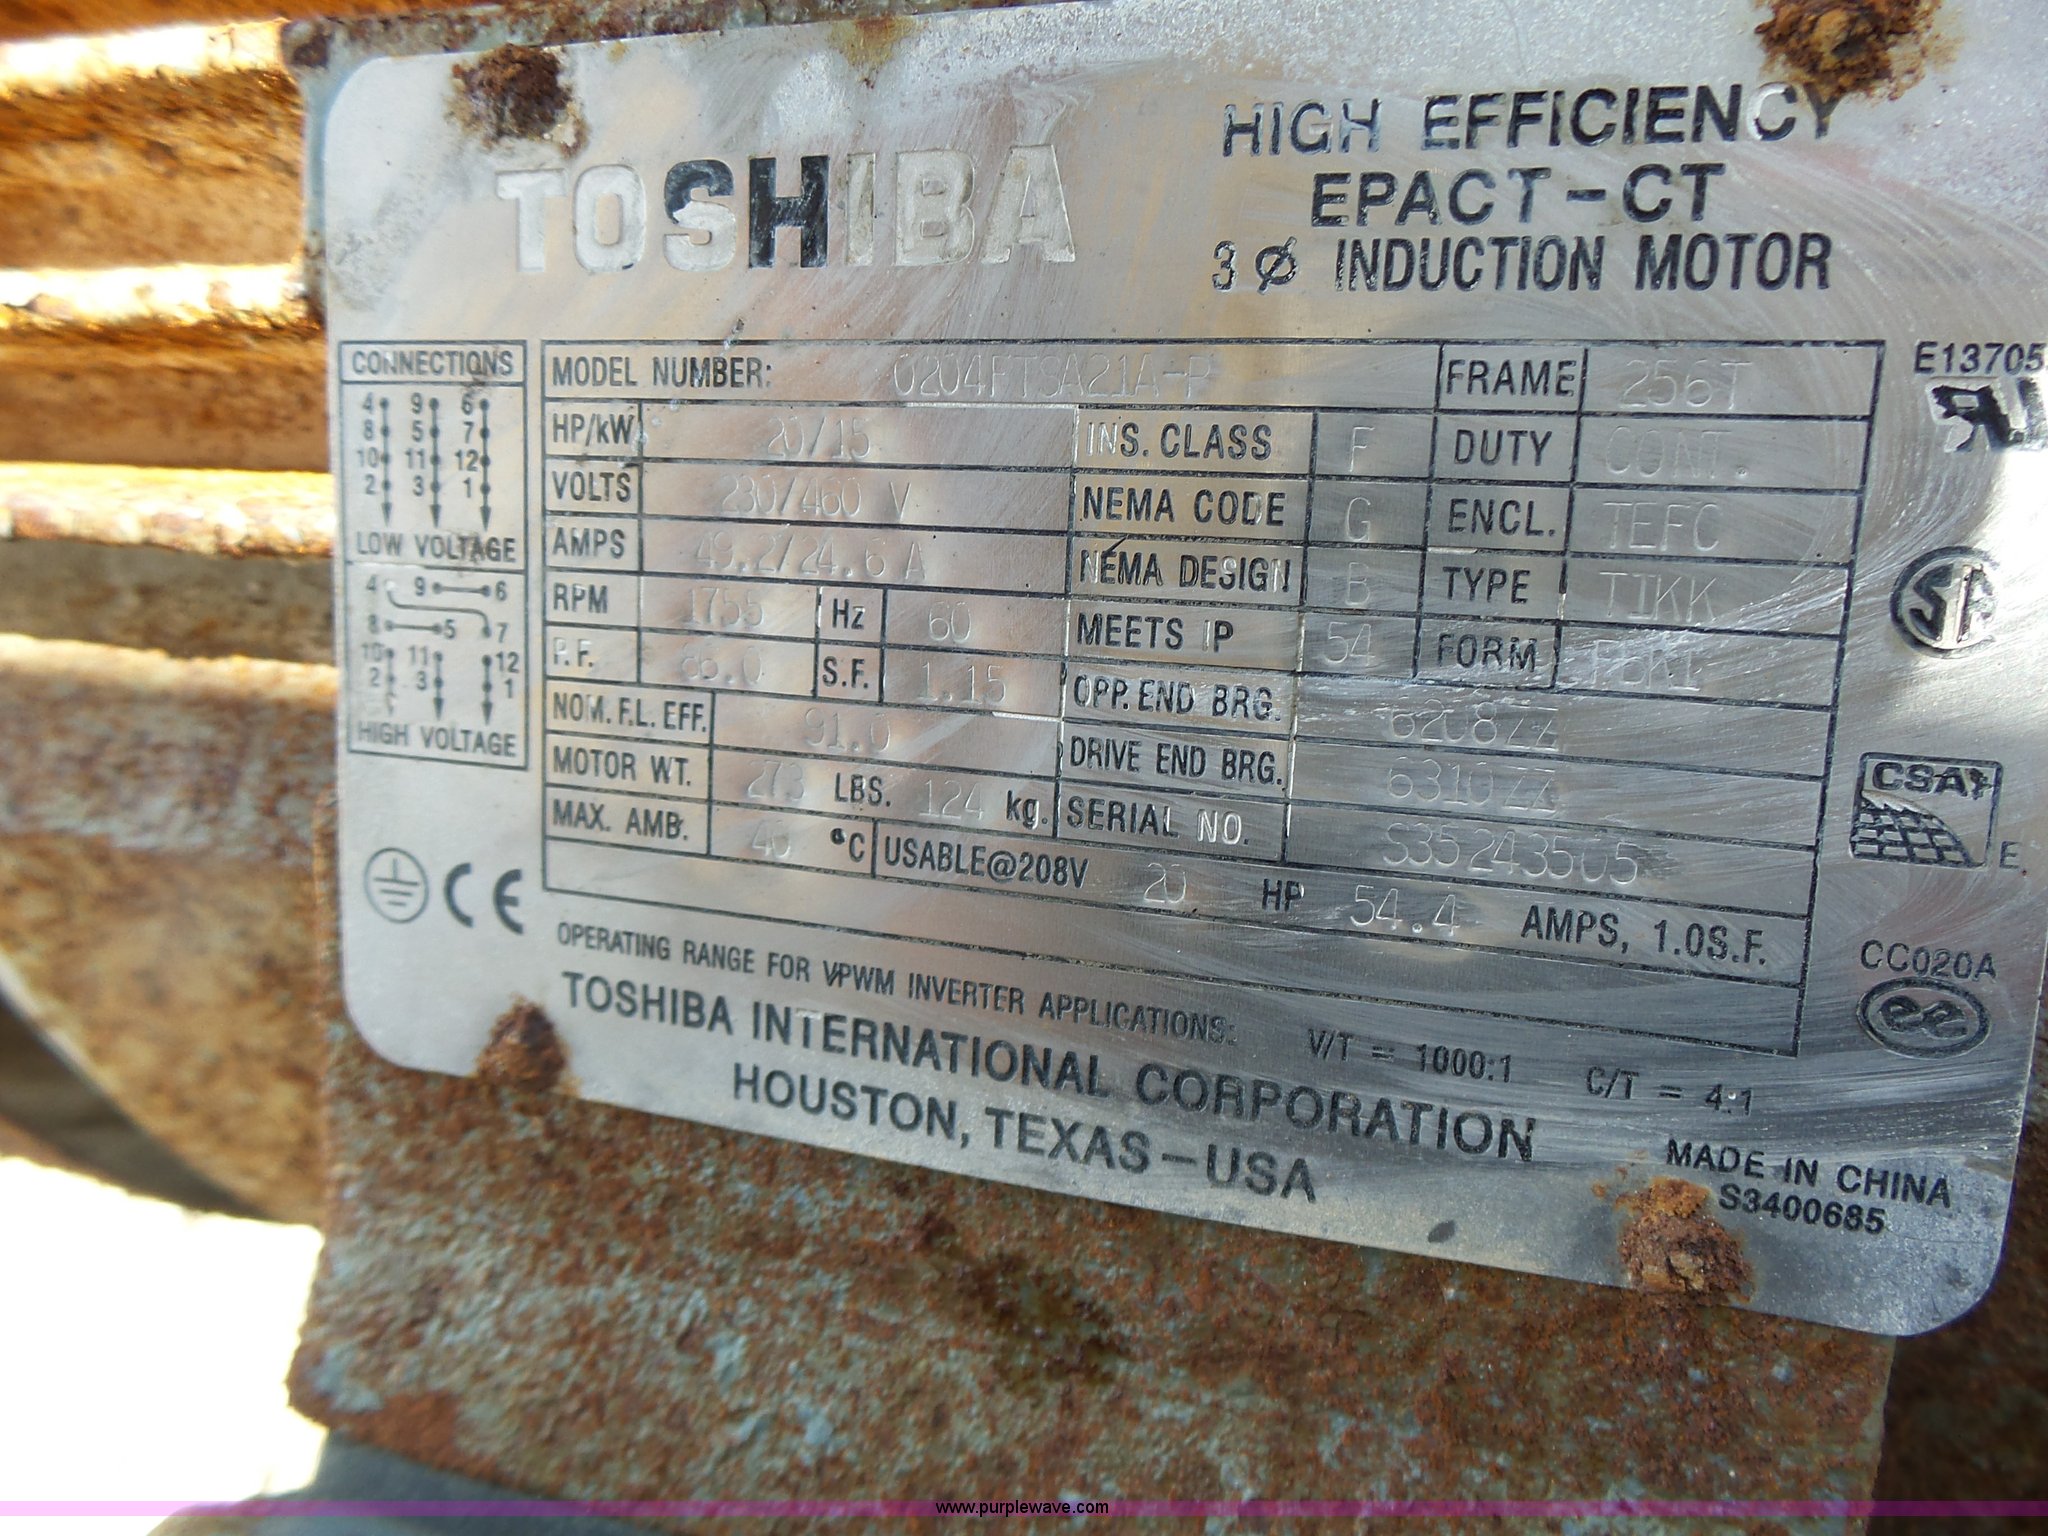 TOSHIBA
HIGH EFFICIENCY
EPACT-CT
3 Ø INDUCTION MOTOR
CONNECTIONS
4 9 6
8 5 7
10 11 12
2 3 1
LOW VOLTAGE
4 9 6
8 5 7
10 11 12
2 3 1
HIGH VOLTAGE
MODEL NUMBER: 0204FTSA21A-P FRAME 256T
HP/kW 20/15 INS. CLASS F DUTY CONT.
VOLTS 230/460 V NEMA CODE G ENCL. TEFC
AMPS 49.2/24.6 A NEMA DESIGN B TYPE TIKK
RPM 1755 Hz 60 MEETS IP 54 FORM
P.F. 86.0 S.F. 1.15 OPP. END BRG. 6208ZZ
NOM. F.L. EFF. 91.0 DRIVE END BRG. 6310ZZ
MOTOR WT. 273 LBS. 124 kg. SERIAL NO. S35243505
MAX. AMB. 40 °C USABLE@208V 20 HP 54.4 AMPS, 1.0S.F.
OPERATING RANGE FOR VPWM INVERTER APPLICATIONS: V/T = 1000:1 C/T = 4:1
TOSHIBA INTERNATIONAL CORPORATION
HOUSTON, TEXAS-USA
MADE IN CHINA
S3400685
E13705
CSA
E
CC020A
ee
CE
www.purplewave.com